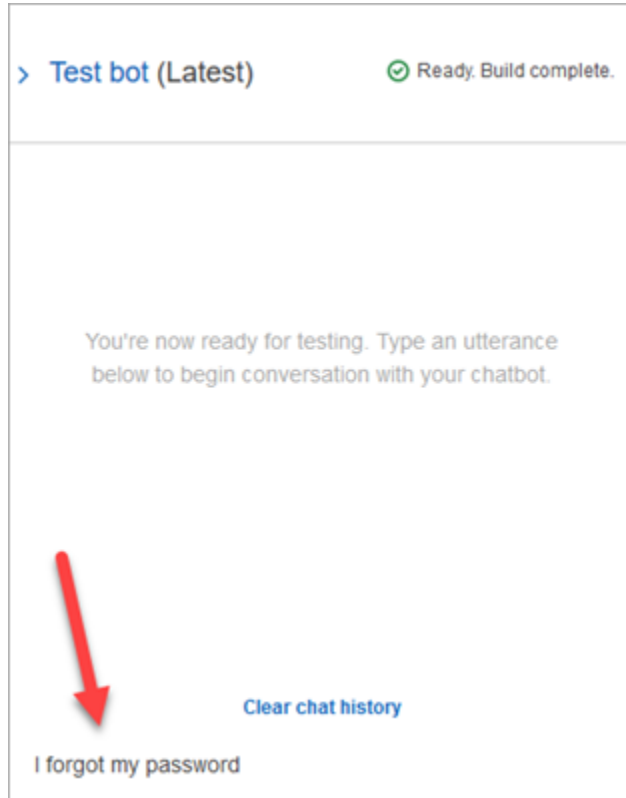 > Test bot (Latest) Ready. Build complete.
You're now ready for testing. Type an utterance
below to begin conversation with your chatbot.
Clear chat history
I forgot my password